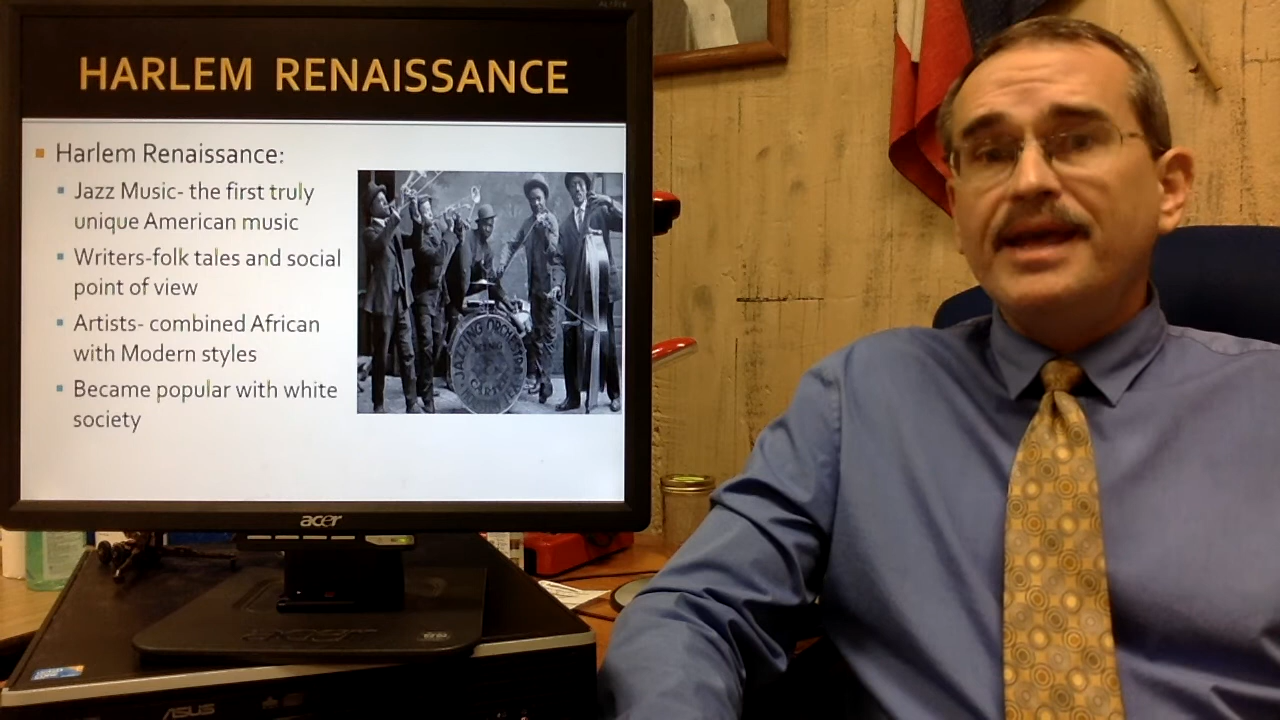 HARLEM RENAISSANCE
Harlem Renaissance:
Jazz Music- the first truly
unique American music
Writers-folk tales and social
point of view
Artists- combined African
with Modern styles
Became popular with white
society
acer
acer
ASUS